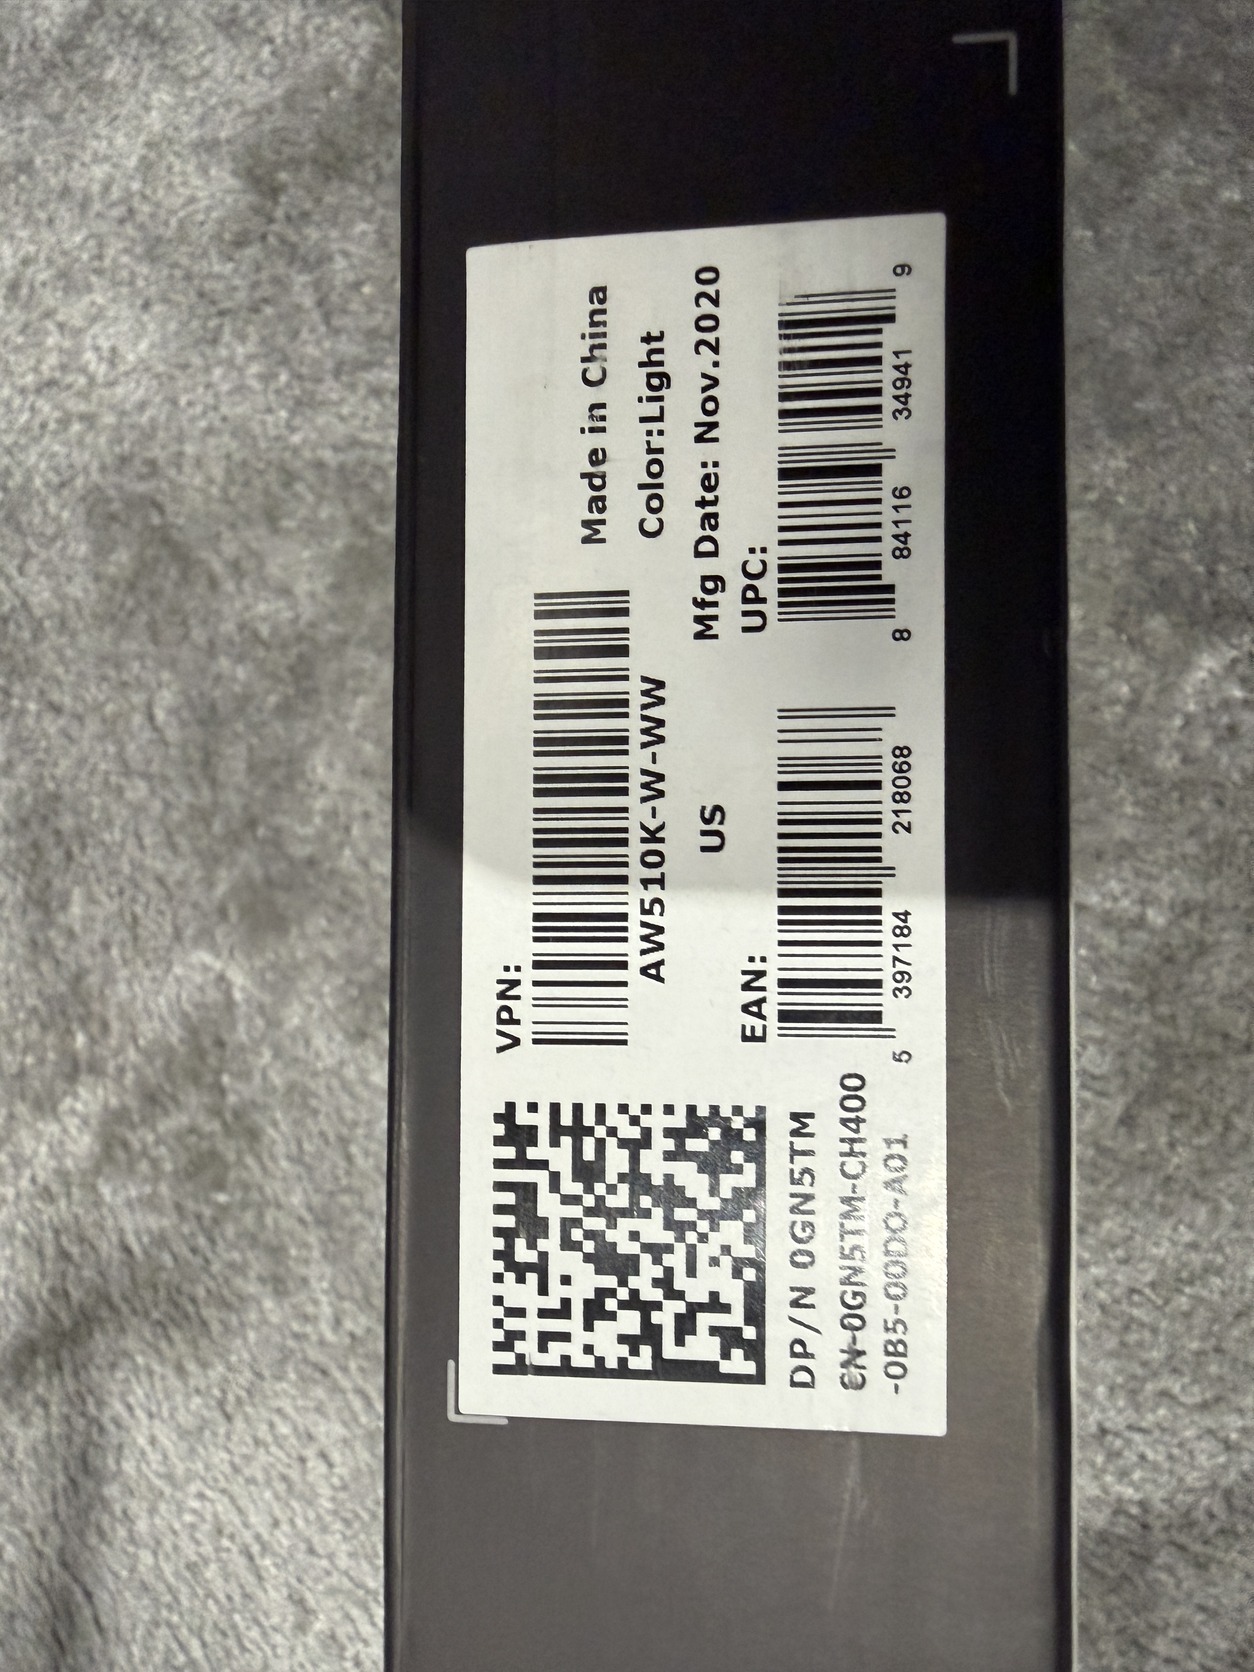 VPN:
AW510K-W-WW
Made in China
Color:Light
US
Mfg Date: Nov.2020
EAN:
5 397184 218068
UPC:
8 84116 34941 9
DP/N 0GN5TM
CN-0GN5TM-CH400
-0B5-00D0-A01